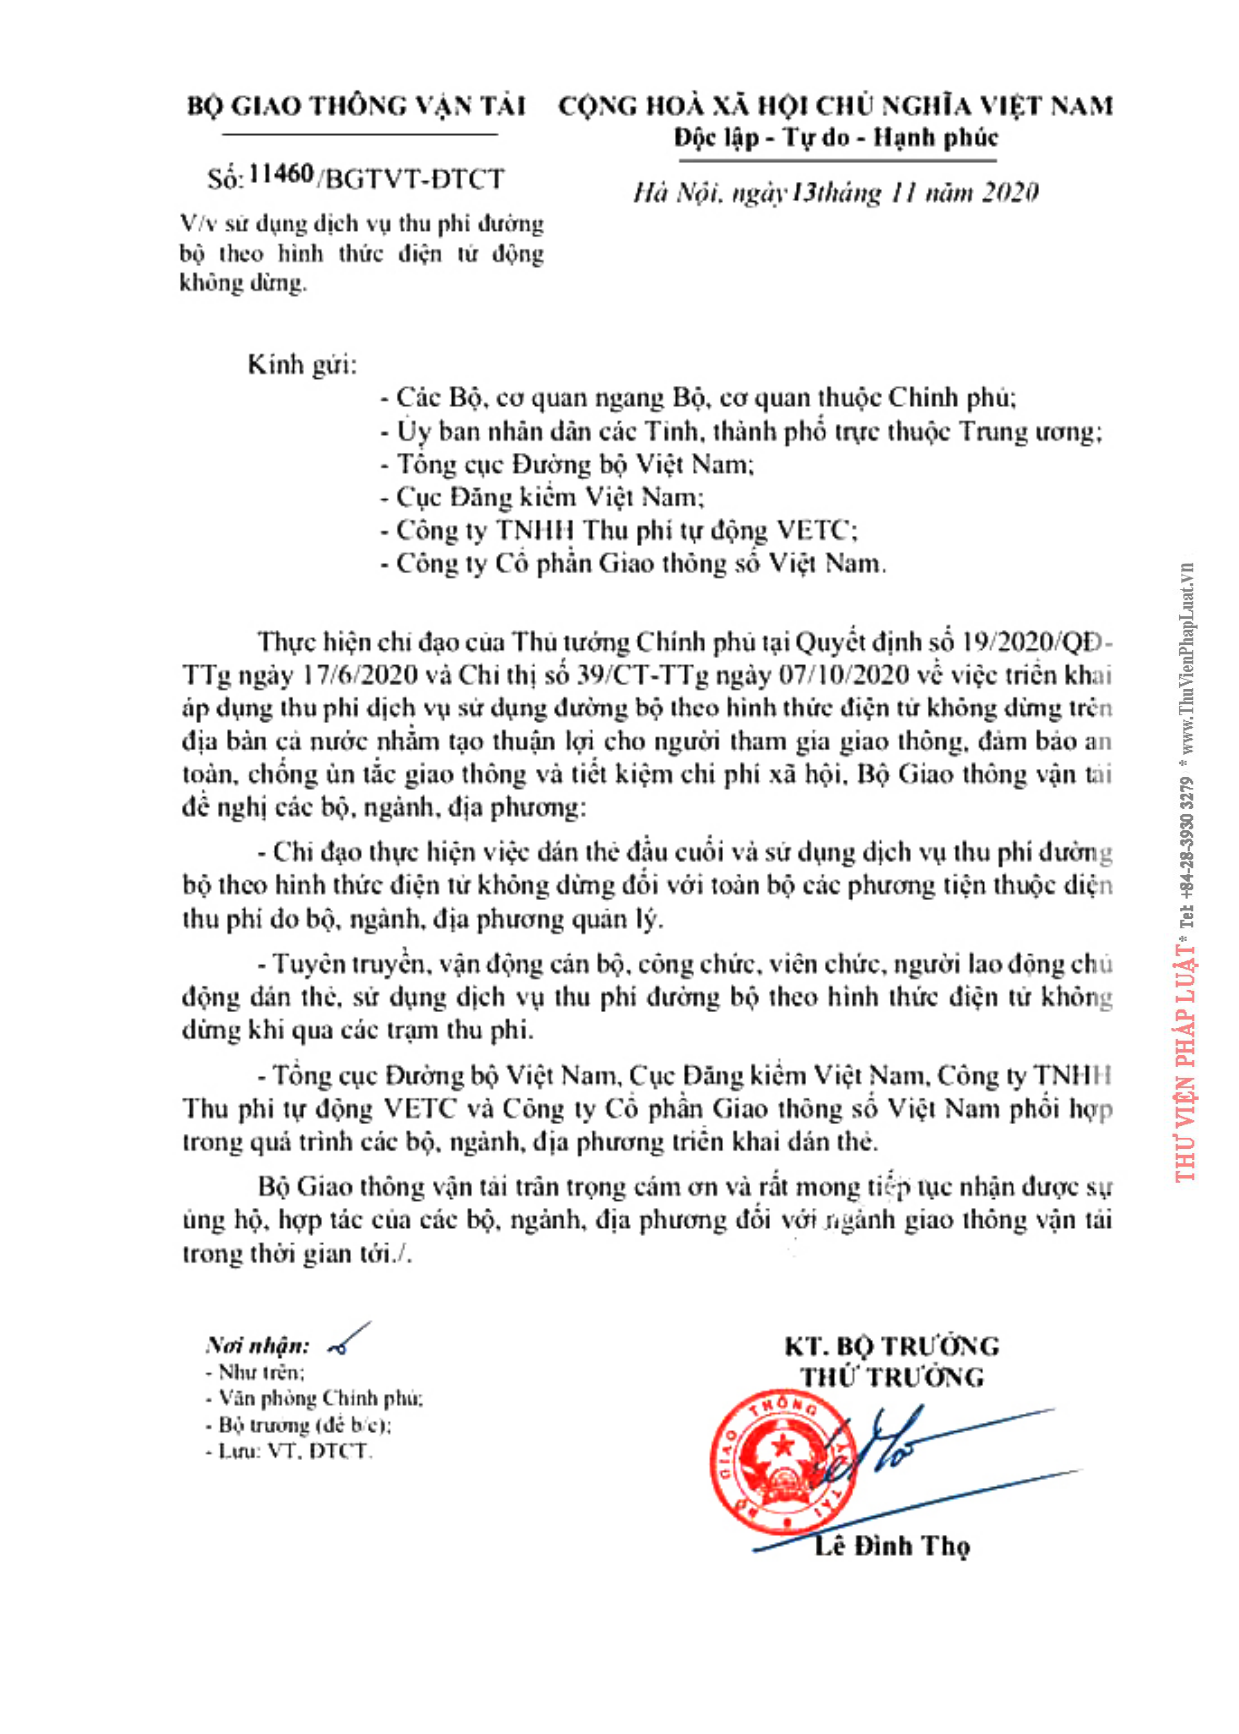 BỘ GIAO THÔNG VẬN TẢI
CỘNG HOÀ XÃ HỘI CHỦ NGHĨA VIỆT NAM
Độc lập - Tự do - Hạnh phúc
Số: 11460/BGTVT-ĐTCT
Hà Nội, ngày 13 tháng 11 năm 2020
V/v sử dụng dịch vụ thu phí đường
bộ theo hình thức điện tử động
không dừng.
Kính gửi:
- Các Bộ, cơ quan ngang Bộ, cơ quan thuộc Chính phủ;
- Ủy ban nhân dân các Tỉnh, thành phố trực thuộc Trung ương;
- Tổng cục Đường bộ Việt Nam;
- Cục Đăng kiểm Việt Nam;
- Công ty TNHH Thu phí tự động VETC;
- Công ty Cổ phần Giao thông số Việt Nam.
Thực hiện chỉ đạo của Thủ tướng Chính phủ tại Quyết định số 19/2020/QĐ-
TTg ngày 17/6/2020 và Chỉ thị số 39/CT-TTg ngày 07/10/2020 về việc triển khai
áp dụng thu phí dịch vụ sử dụng đường bộ theo hình thức điện tử không dừng trên
địa bàn cả nước nhằm tạo thuận lợi cho người tham gia giao thông, đảm bảo an
toàn, chống ùn tắc giao thông và tiết kiệm chi phí xã hội, Bộ Giao thông vận tải
đề nghị các bộ, ngành, địa phương:
- Chỉ đạo thực hiện việc dán thẻ đầu cuối và sử dụng dịch vụ thu phí đường
bộ theo hình thức điện tử không dừng đối với toàn bộ các phương tiện thuộc diện
thu phí do bộ, ngành, địa phương quản lý.
- Tuyên truyền, vận động cán bộ, công chức, viên chức, người lao động chủ
động dán thẻ, sử dụng dịch vụ thu phí đường bộ theo hình thức điện tử không
dừng khi qua các trạm thu phí.
- Tổng cục Đường bộ Việt Nam, Cục Đăng kiểm Việt Nam, Công ty TNHH
Thu phí tự động VETC và Công ty Cổ phần Giao thông số Việt Nam phối hợp
trong quá trình các bộ, ngành, địa phương triển khai dán thẻ.
Bộ Giao thông vận tải trân trọng cám ơn và rất mong tiếp tục nhận được sự
ủng hộ, hợp tác của các bộ, ngành, địa phương đối với ngành giao thông vận tải
trong thời gian tới./.
Nơi nhận:
- Như trên;
- Văn phòng Chính phủ;
- Bộ trưởng (để b/c);
- Lưu: VT, ĐTCT.
KT. BỘ TRƯỞNG
THỨ TRƯỞNG
BỘ GIAO THÔNG VẬN TẢI
Lê Đình Thọ
THƯ VIỆN PHÁP LUẬT * Tel: +84-28-3930 3279 * www.ThuVienPhapLuat.vn